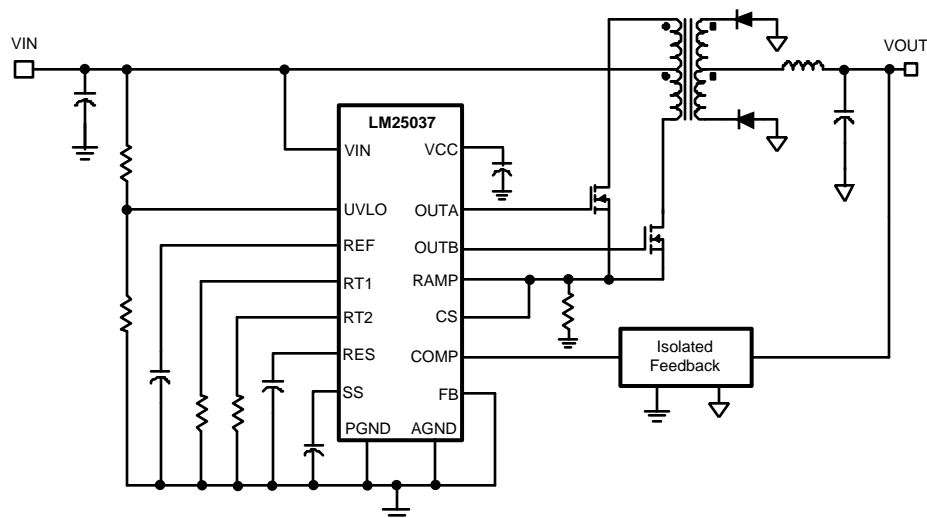 VIN
VOUT
LM25037
VIN
VCC
UVLO
OUTA
REF
OUTB
RT1
RAMP
RT2
CS
RES
COMP
SS
FB
PGND
AGND
Isolated
Feedback